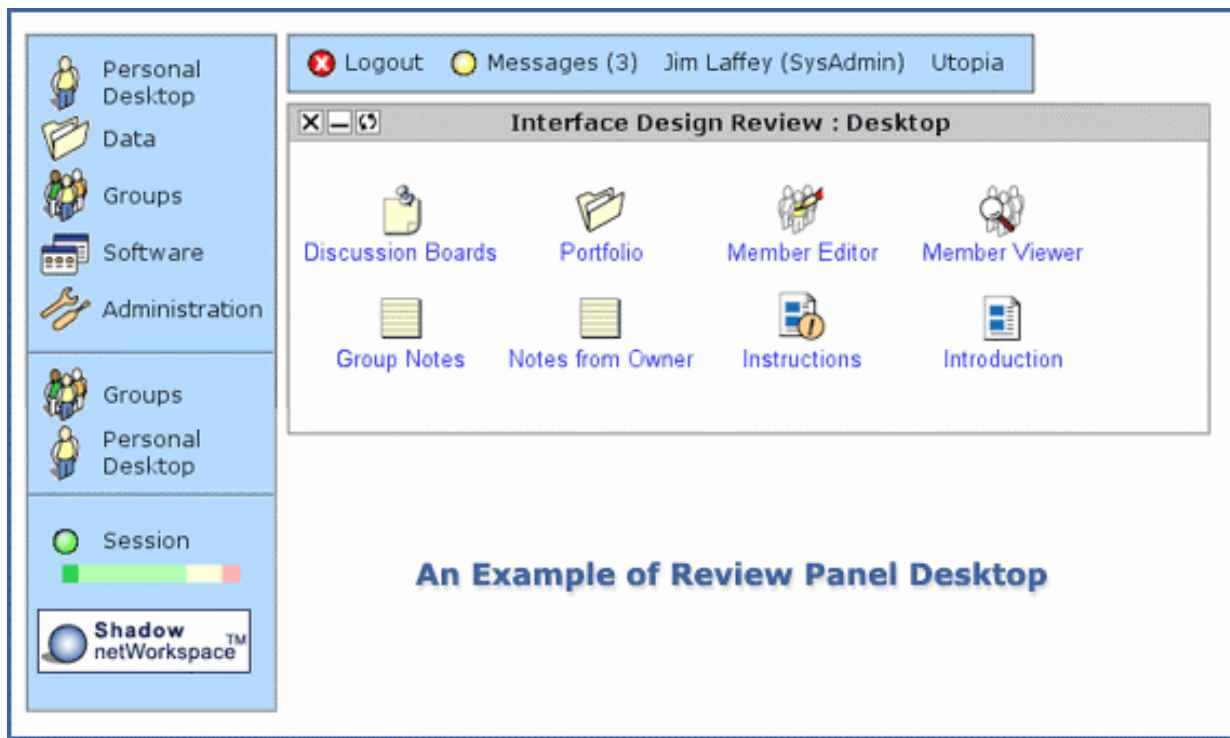 Personal
Desktop
Data
Groups
Software
Administration
Groups
Personal
Desktop
Session
Shadow
netWorkspace™
Logout Messages (3) Jim Laffey (SysAdmin) Utopia
Interface Design Review : Desktop
Discussion Boards Portfolio Member Editor Member Viewer
Group Notes Notes from Owner Instructions Introduction
An Example of Review Panel Desktop